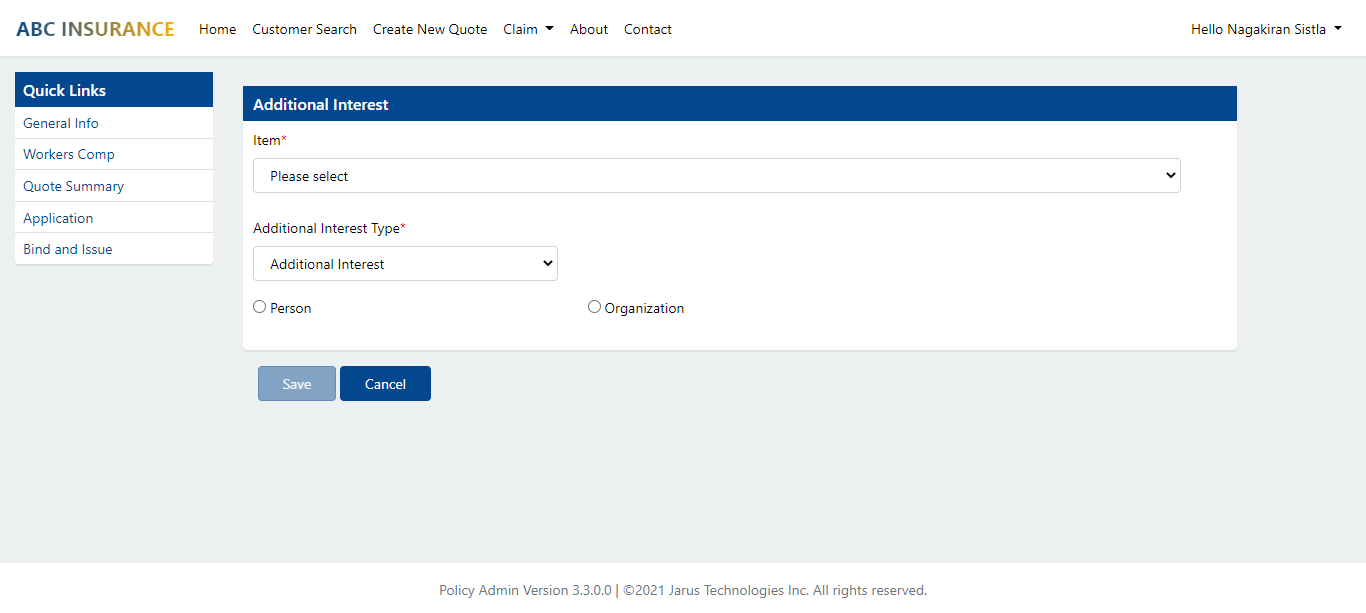 ABC INSURANCE Home Customer Search Create New Quote Claim About Contact Hello Nagakiran Sistla
Quick Links
General Info
Workers Comp
Quote Summary
Application
Bind and Issue
Additional Interest
Item*
Please select
Additional Interest Type*
Additional Interest
Person Organization
Save Cancel
Policy Admin Version 3.3.0.0 | ©2021 Jarus Technologies Inc. All rights reserved.